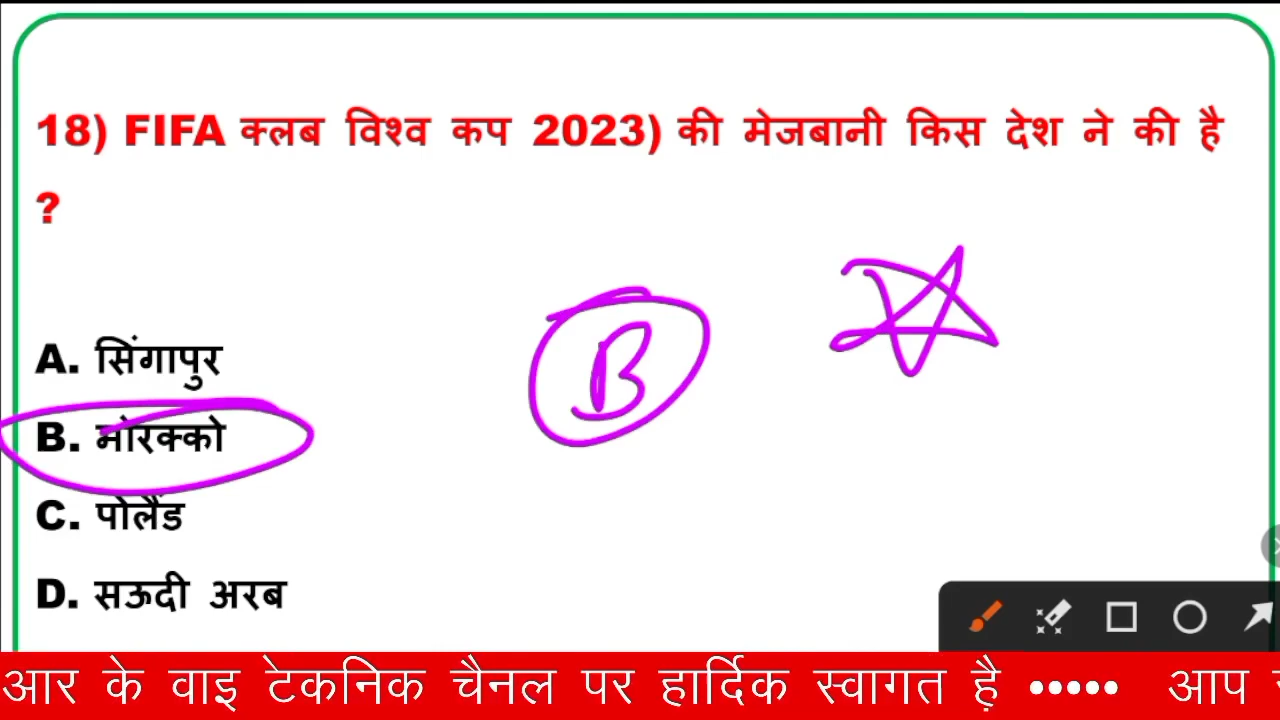 18) FIFA क्लब विश्व कप 2023) की मेजबानी किस देश ने की है
?
A. सिंगापुर
B
B. मोरक्को
C. पोलैंड
D. सऊदी अरब
आर के वाइ टेकनिक चैनल पर हार्दिक स्वागत है ••••• आप